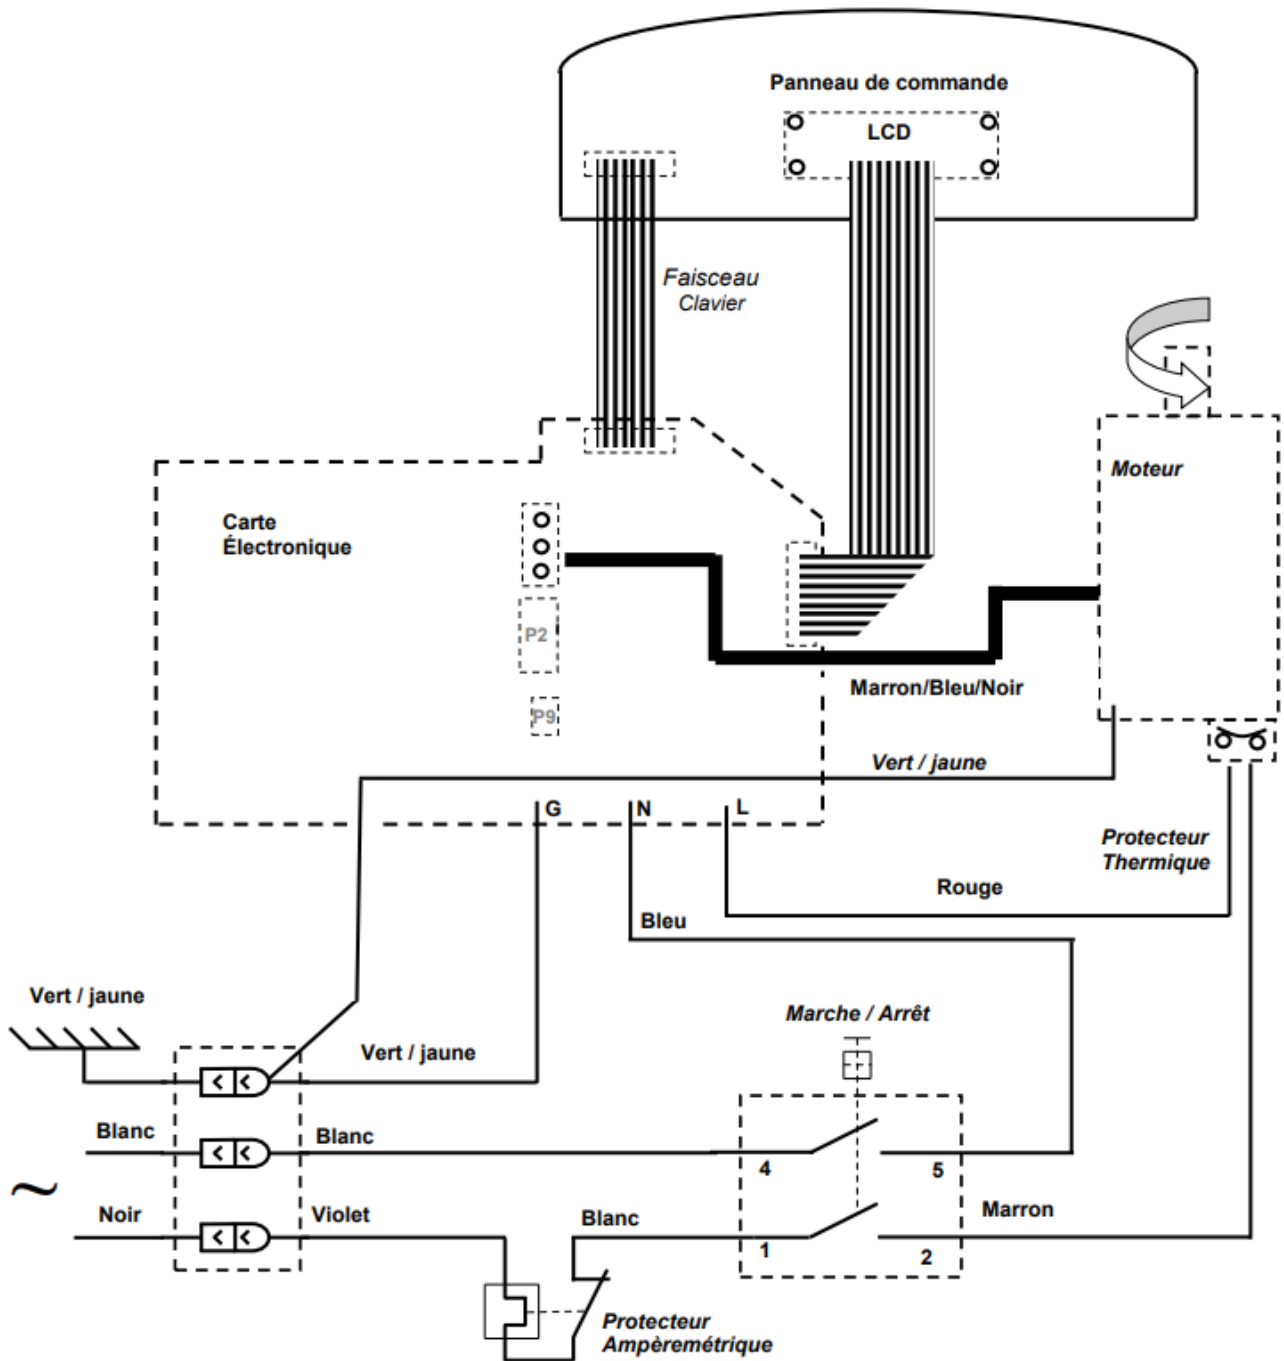 Panneau de commande
LCD
Faisceau
Clavier
Moteur
Carte
Électronique
P2
P9
Marron/Bleu/Noir
Vert / jaune
G
N
L
Protecteur
Thermique
Rouge
Bleu
Vert / jaune
Marche / Arrêt
Vert / jaune
Blanc
Blanc
4
5
~
Noir
Violet
Blanc
Marron
1
2
Protecteur
Ampèremétrique